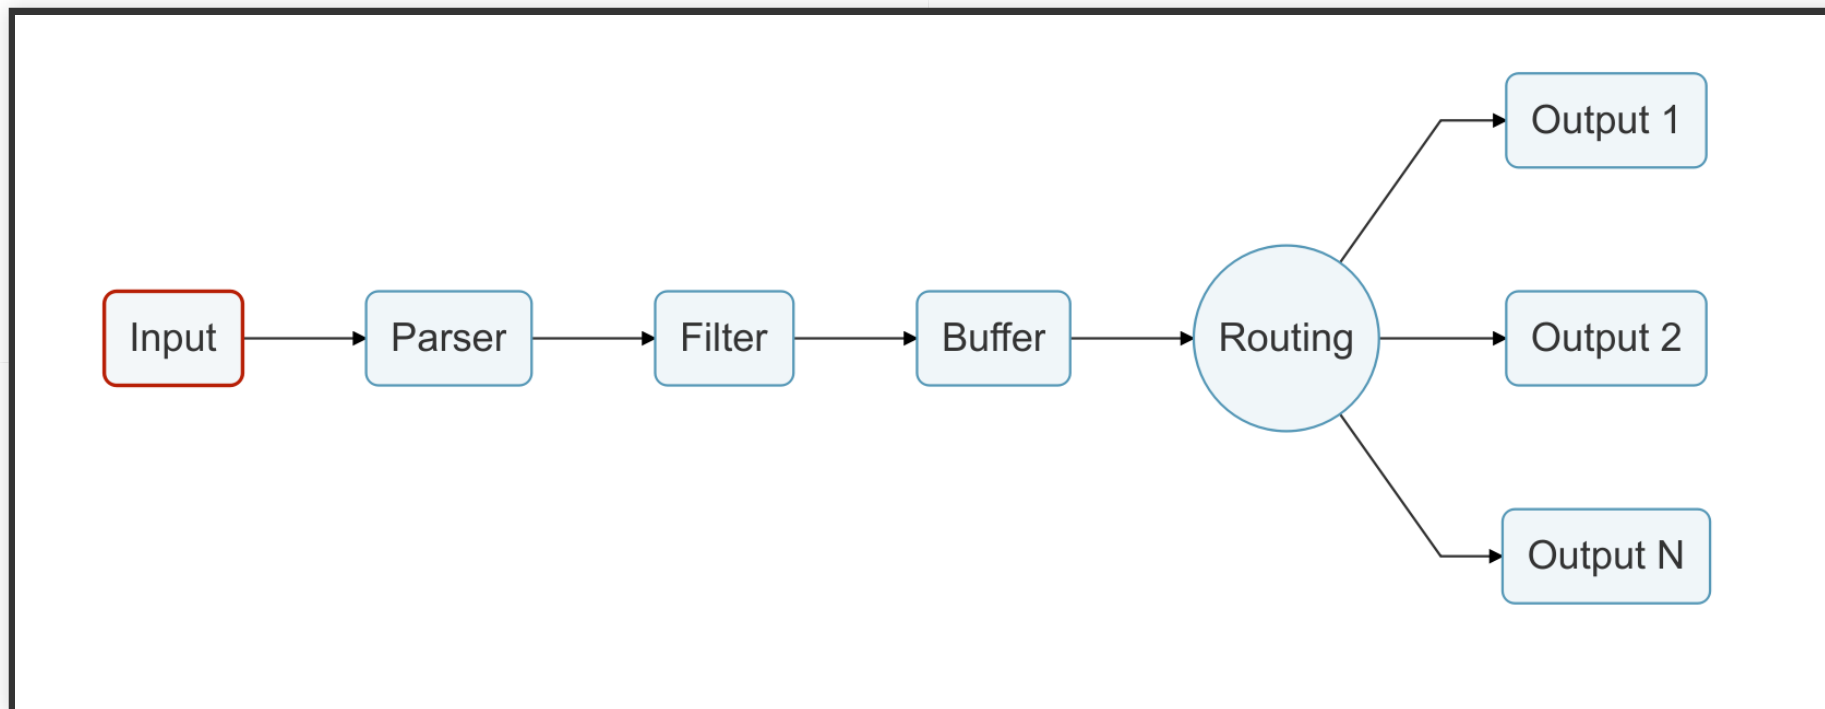 Input
Parser
Filter
Buffer
Routing
Output 1
Output 2
Output N